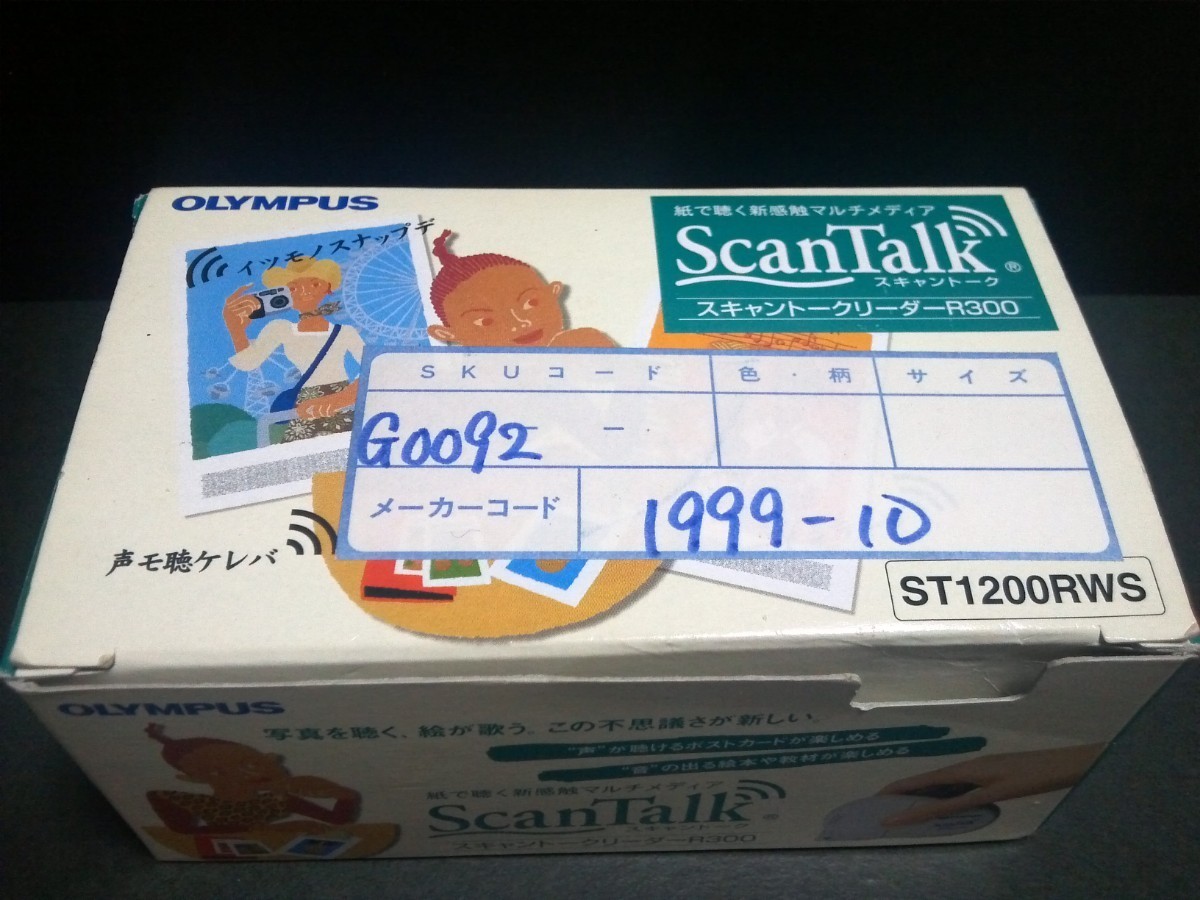 OLYMPUS
イツモノスナップデ
紙で聴く新感触マルチメディア
ScanTalk®
スキャントーク
スキャントークリーダーR300
SKUコード
色・柄
サイズ
G0092
- -
メーカーコード
1999-10
声モ聴ケレバ
ST1200RWS
OLYMPUS
写真を聴く、絵が歌う。この不思議さが新しい。
"声"が聴けるポストカードが楽しめる
"音"の出る絵本や教材が楽しめる
紙で聴く新感触マルチメディア
ScanTalk®
スキャントーク
スキャントークリーダーR300